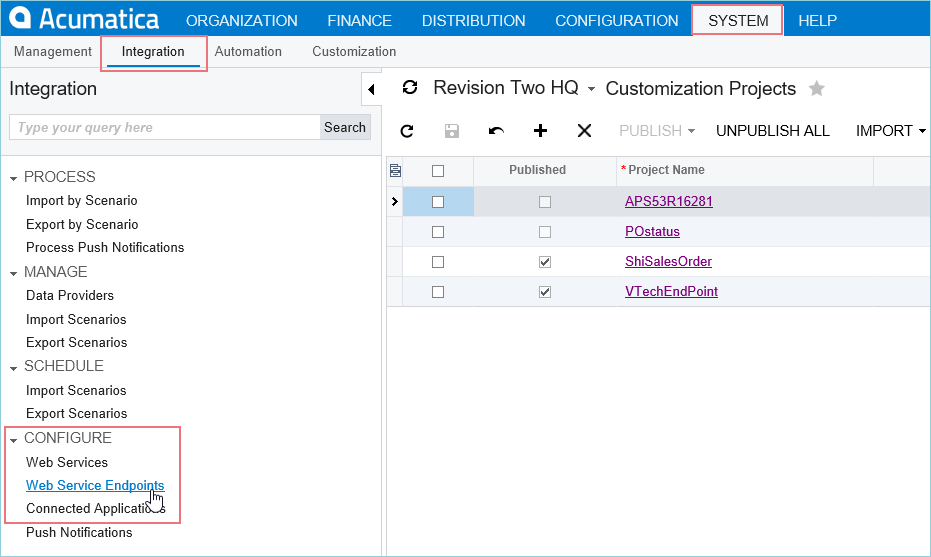 Acumatica ORGANIZATION FINANCE DISTRIBUTION CONFIGURATION SYSTEM HELP
Management Integration Automation Customization
Integration
Type your query here Search
PROCESS
Import by Scenario
Export by Scenario
Process Push Notifications
MANAGE
Data Providers
Import Scenarios
Export Scenarios
SCHEDULE
Import Scenarios
Export Scenarios
CONFIGURE
Web Services
Web Service Endpoints
Connected Applications
Push Notifications
Revision Two HQ Customization Projects
PUBLISH UNPUBLISH ALL IMPORT
Published * Project Name
APS53R16281
POstatus
ShiSalesOrder
VTechEndPoint